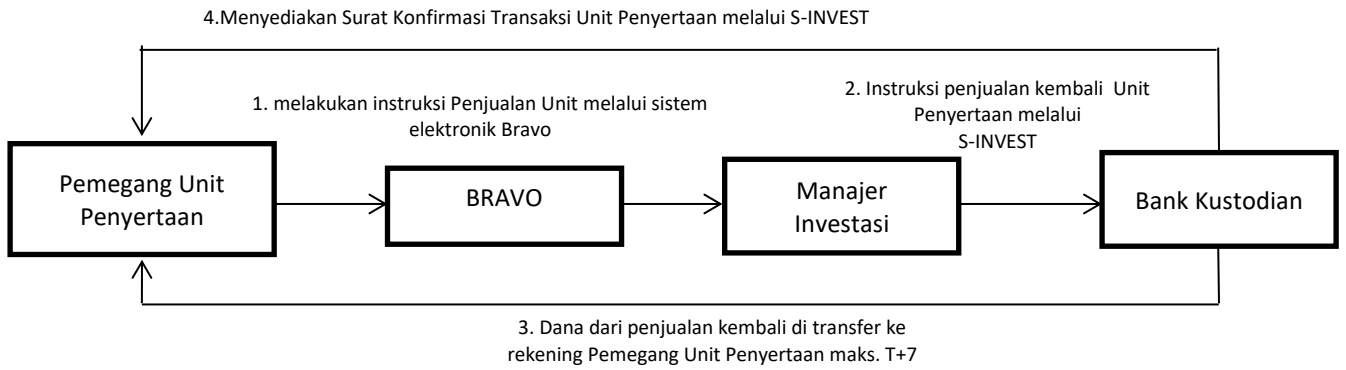 4.Menyediakan Surat Konfirmasi Transaksi Unit Penyertaan melalui S-INVEST
1. melakukan instruksi Penjualan Unit melalui sistem
elektronik Bravo
2. Instruksi penjualan kembali Unit
Penyertaan melalui
S-INVEST
Pemegang Unit
Penyertaan
BRAVO
Manajer
Investasi
Bank Kustodian
3. Dana dari penjualan kembali di transfer ke
rekening Pemegang Unit Penyertaan maks. T+7